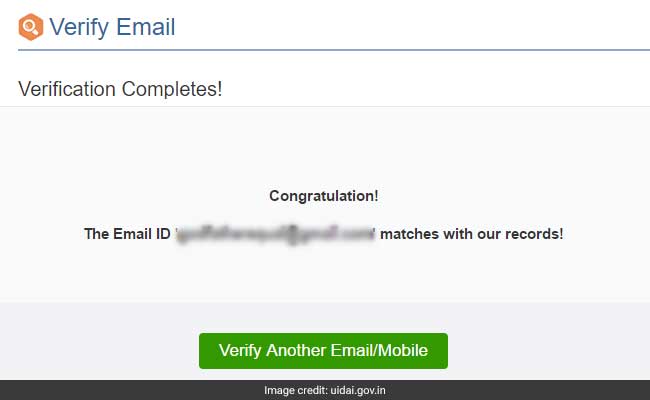 Verify Email
Verification Completes!
Congratulation!
The Email ID ' ' matches with our records!
Verify Another Email/Mobile
Image credit: uidai.gov.in